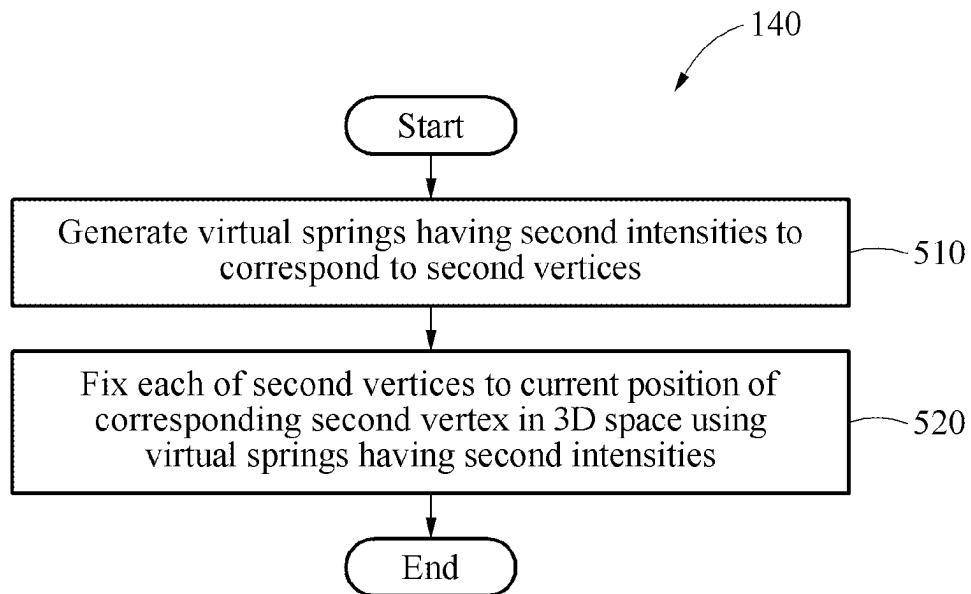 140
Start
Generate virtual springs having second intensities to
correspond to second vertices
510
Fix each of second vertices to current position of
corresponding second vertex in 3D space using
virtual springs having second intensities
520
End